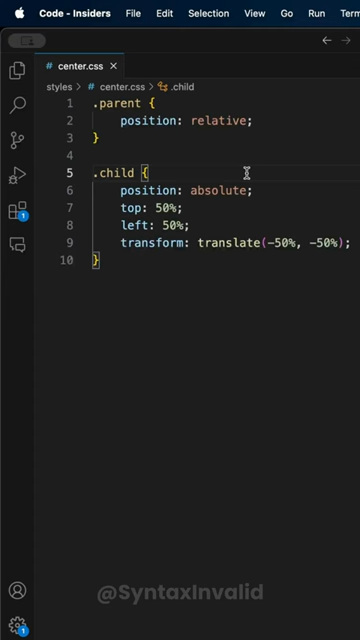 Code - Insiders File Edit Selection View Go Run
center.css
styles > center.css > .child
1 .parent {
2 position: relative;
3 }
4
5 .child {
6 position: absolute;
7 top: 50%;
8 left: 50%;
9 transform: translate(-50%, -50%);
10 }
1
@SyntaxInvalid
1